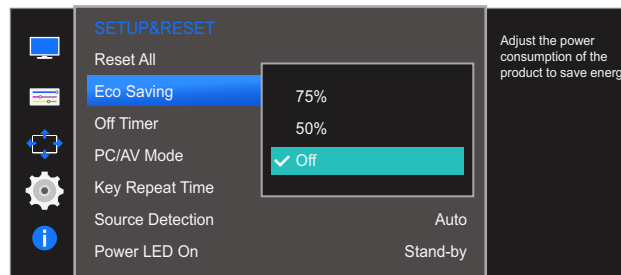 SETUP&RESET
Reset All
Eco Saving
75%
50%
Off
Off Timer
PC/AV Mode
Key Repeat Time
Source Detection Auto
Power LED On Stand-by
Adjust the power
consumption of the
product to save energ